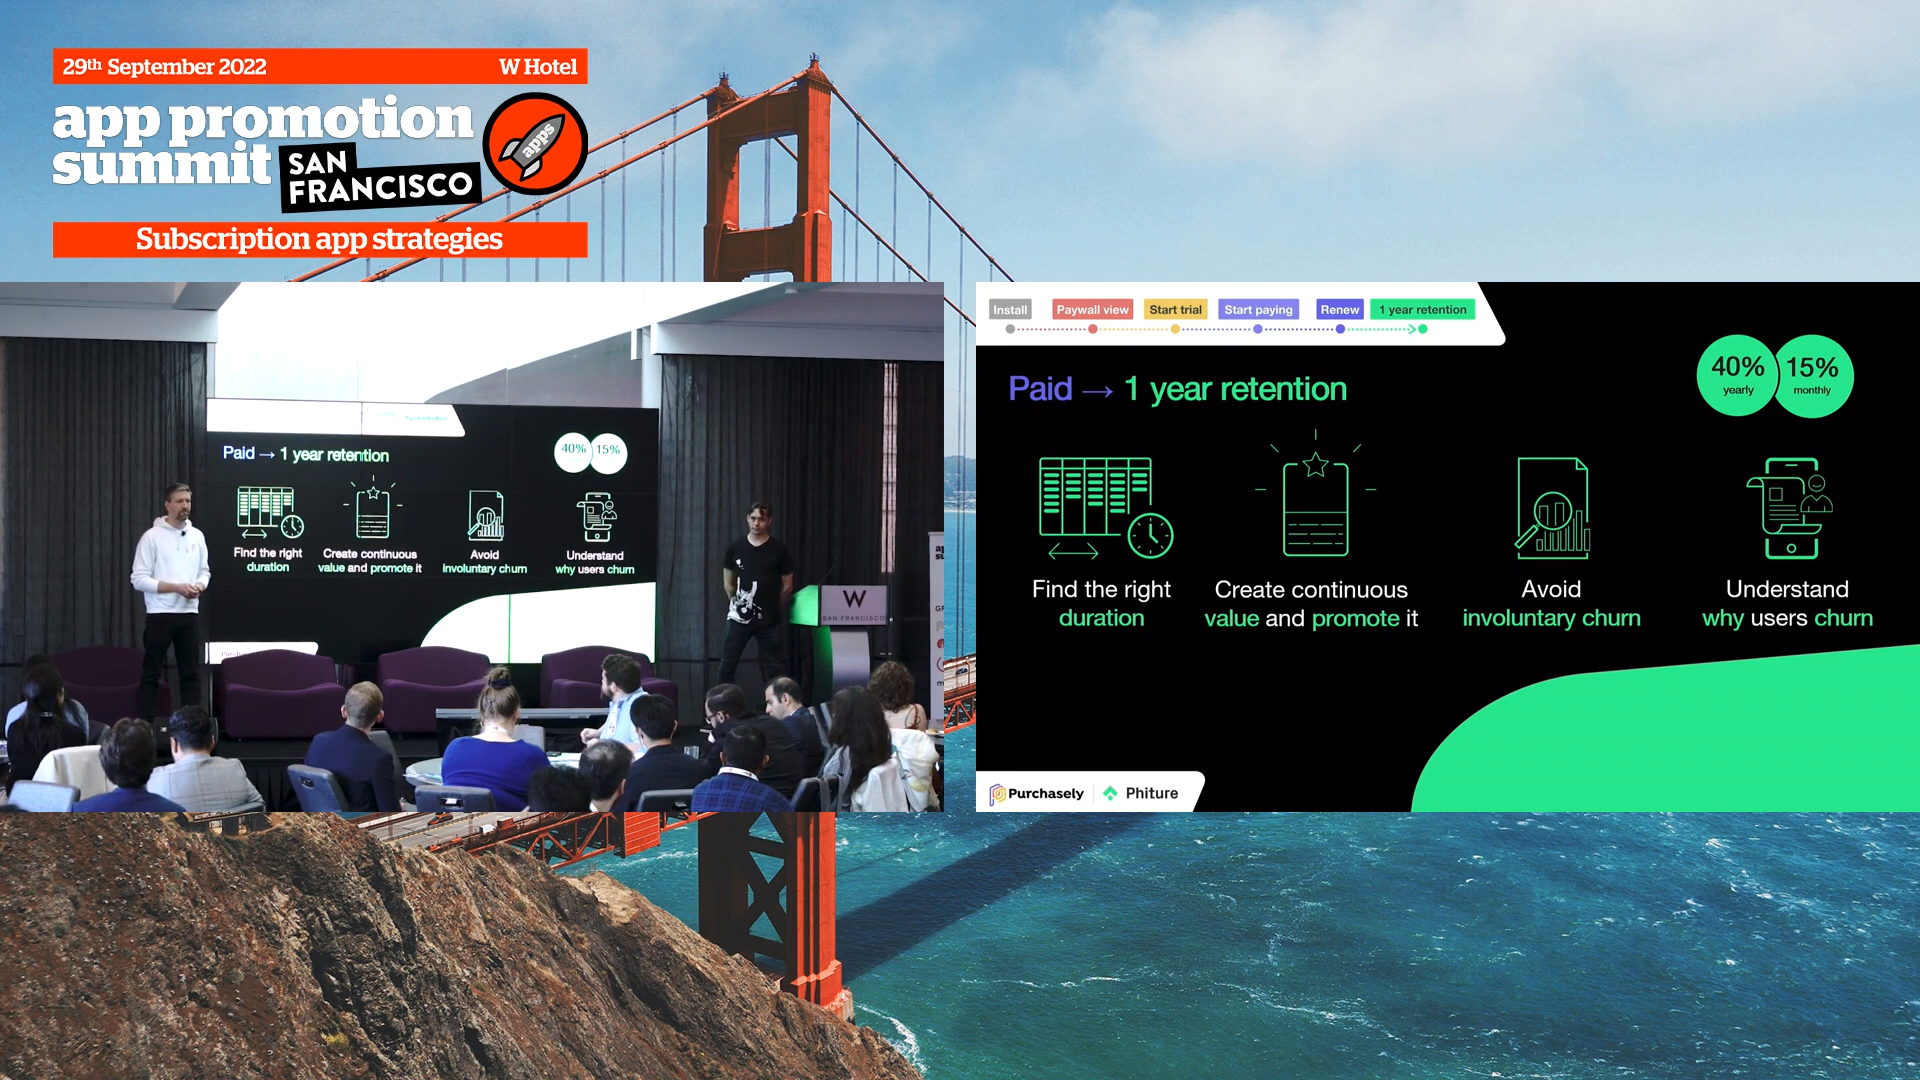 29th September 2022
W Hotel
app promotion
summit
SAN
FRANCISCO
apps
Subscription app strategies
Paid → 1 year retention
40%
15%
Find the right
duration
Create continuous
value and promote it
Avoid
involuntary churn
Understand
why users churn
W
SAN FRANCISCO
Install
Paywall view
Start trial
Start paying
Renew
1 year retention
Paid → 1 year retention
40%
yearly
15%
monthly
Find the right
duration
Create continuous
value and promote it
Avoid
involuntary churn
Understand
why users churn
Purchasely
Phiture